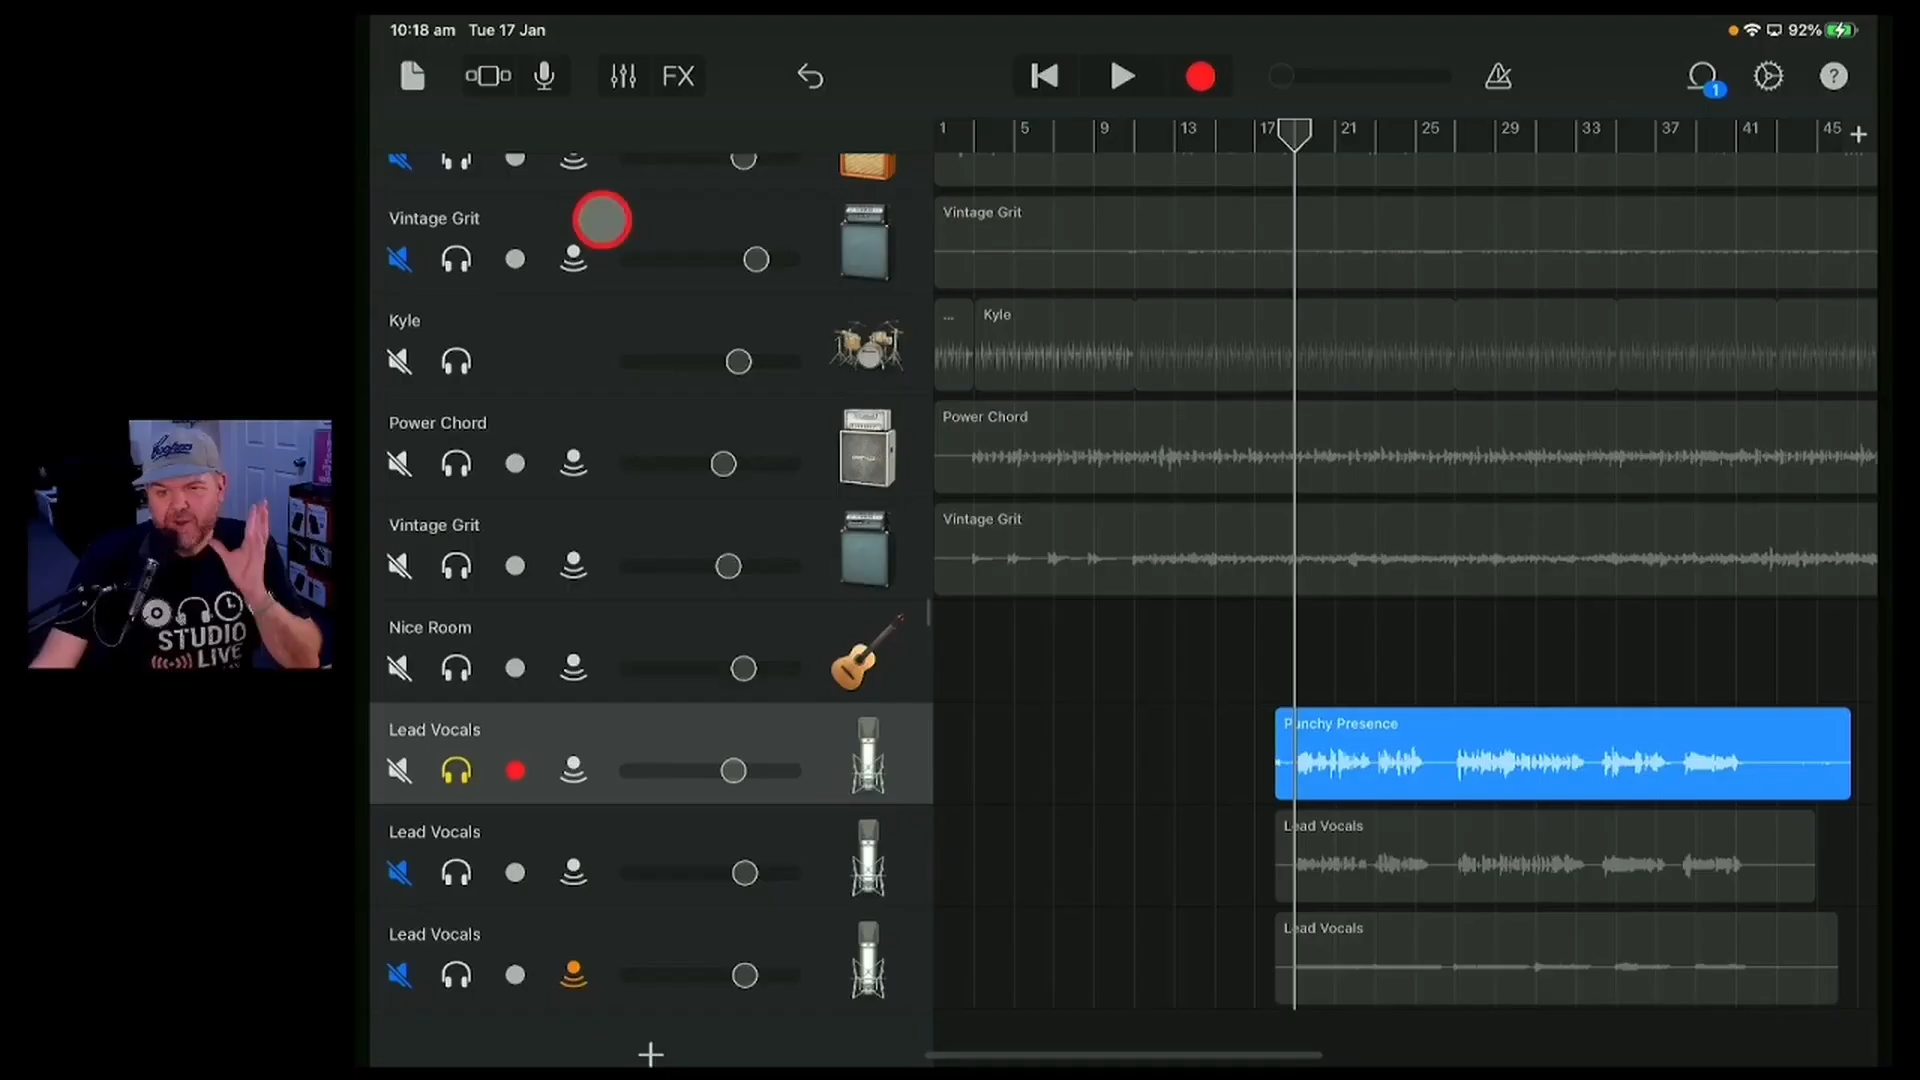 10:18 am Tue 17 Jan
92%
FX
1
?
1 5 9 13 17 21 25 29 33 37 41 45
Vintage Grit
Vintage Grit
Kyle
...
Kyle
Power Chord
Power Chord
Vintage Grit
Vintage Grit
Nice Room
Lead Vocals
Punchy Presence
Lead Vocals
Lead Vocals
Lead Vocals
Lead Vocals
STUDIO
LIVE